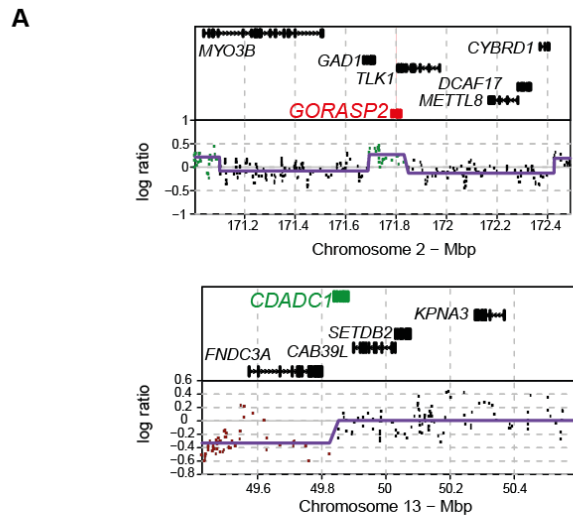 A
MYO3B
CYBRD1
GAD1
TLK1
DCAF17
METTL8
GORASP2
log ratio
1
0.5
0
−0.5
−1
171.2 171.4 171.6 171.8 172 172.2 172.4
Chromosome 2 − Mbp
CDADC1
KPNA3
SETDB2
FNDC3A CAB39L
log ratio
0.6
0.4
0.2
0
−0.2
−0.4
−0.6
−0.8
49.6 49.8 50 50.2 50.4
Chromosome 13 − Mbp